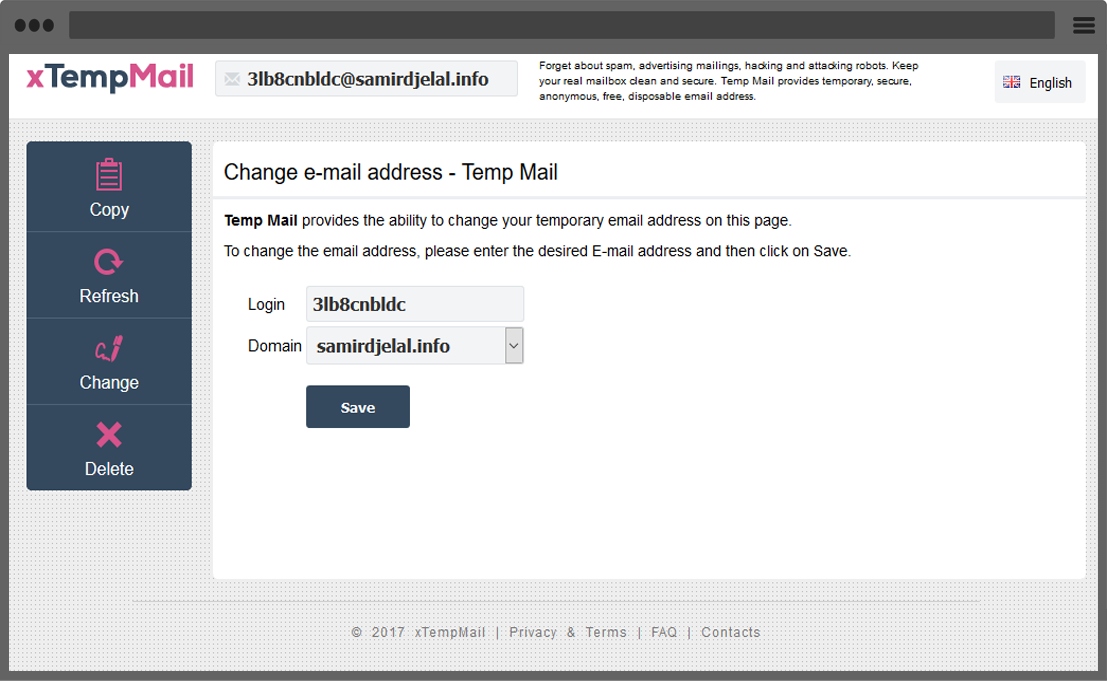 xTempMail
3lb8cnbldc@samirdjelal.info
Forget about spam, advertising mailings, hacking and attacking robots. Keep
your real mailbox clean and secure. Temp Mail provides temporary, secure,
anonymous, free, disposable email address.
English
Copy
Refresh
Change
Delete
Change e-mail address - Temp Mail
Temp Mail provides the ability to change your temporary email address on this page.
To change the email address, please enter the desired E-mail address and then click on Save.
Login 3lb8cnbldc
Domain samirdjelal.info
Save
© 2017 xTempMail | Privacy & Terms | FAQ | Contacts